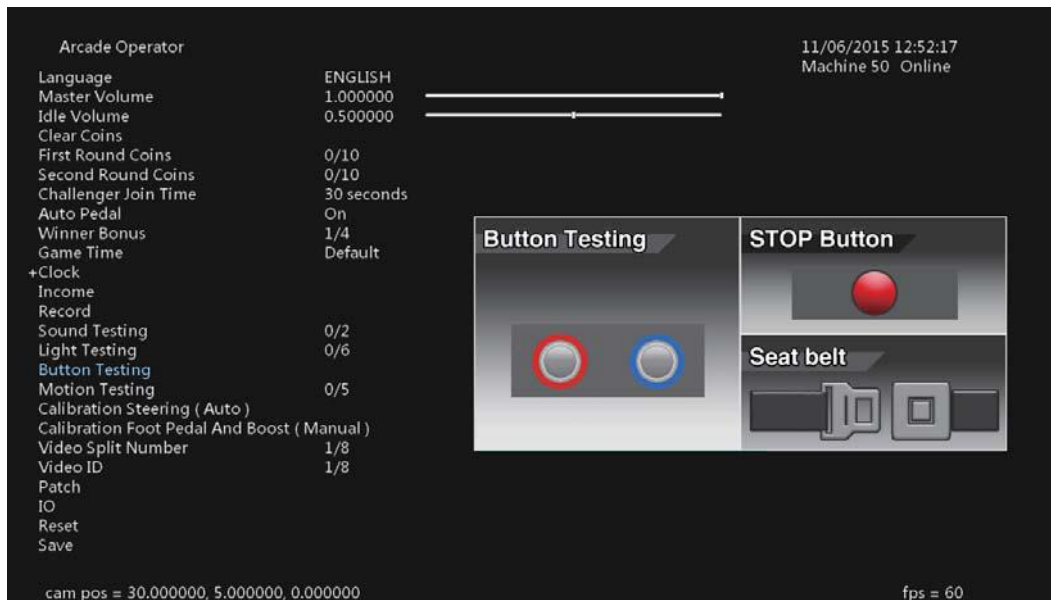 Arcade Operator
11/06/2015 12:52:17
Machine 50 Online
Language ENGLISH
Master Volume 1.000000
Idle Volume 0.500000
Clear Coins
First Round Coins 0/10
Second Round Coins 0/10
Challenger Join Time 30 seconds
Auto Pedal On
Winner Bonus 1/4
Game Time Default
+Clock
Income
Record
Sound Testing 0/2
Light Testing 0/6
Button Testing
Motion Testing 0/5
Calibration Steering ( Auto )
Calibration Foot Pedal And Boost ( Manual )
Video Split Number 1/8
Video ID 1/8
Patch
IO
Reset
Save
Button Testing
STOP Button
Seat belt
cam pos = 30.000000, 5.000000, 0.000000
fps = 60